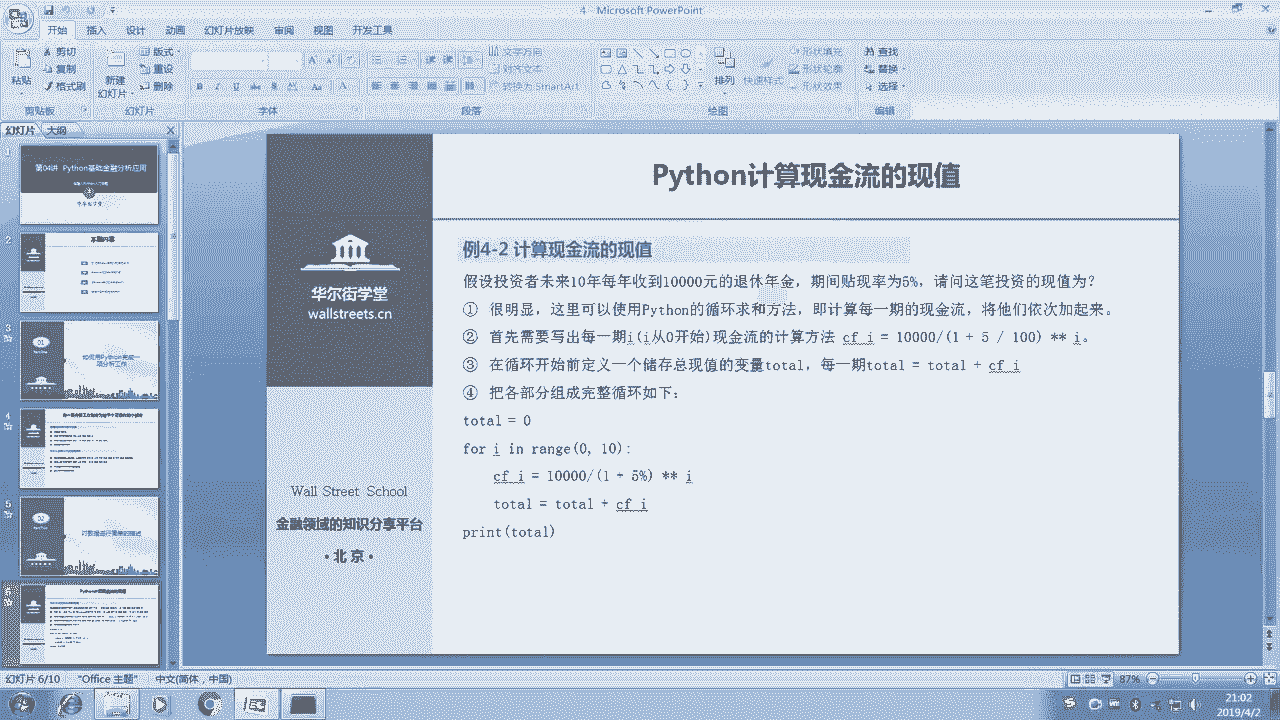 4 - Microsoft PowerPoint
开始 插入 设计 动画 幻灯片放映 审阅 视图 开发工具
剪切
复制
格式刷
粘贴
剪贴板
新建
幻灯片
版式
重设
删除
幻灯片
字体
文字方向
对齐文本
转换为 SmartArt
段落
排列
快速样式
形状填充
形状轮廓
形状效果
绘图
查找
替换
选择
编辑
幻灯片 大纲
1
第04讲 Python基础金融分析应用
2
本章内容
3
01
4
5
Python计算现金流的现值
华尔街学堂
wallstreets.cn
Wall Street School
金融领域的知识分享平台
• 北 京 •
例4-2 计算现金流的现值
假设投资者未来10年每年收到10000元的退休年金，期间贴现率为5%，请问这笔投资的现值为？
① 很明显，这里可以使用Python的循环求和方法，即计算每一期的现金流，将他们依次加起来。
② 首先需要写出每一期i(i从0开始)现金流的计算方法 cf_i = 10000/(1 + 5 / 100) ** i。
③ 在循环开始前定义一个储存总现值的变量total，每一期total = total + cf_i
④ 把各部分组成完整循环如下：
total = 0
for i in range(0, 10):
cf_i = 10000/(1 + 5%) ** i
total = total + cf_i
print(total)
幻灯片 6/10 "Office 主题" 中文(简体，中国)
87%
21:02
2019/4/2